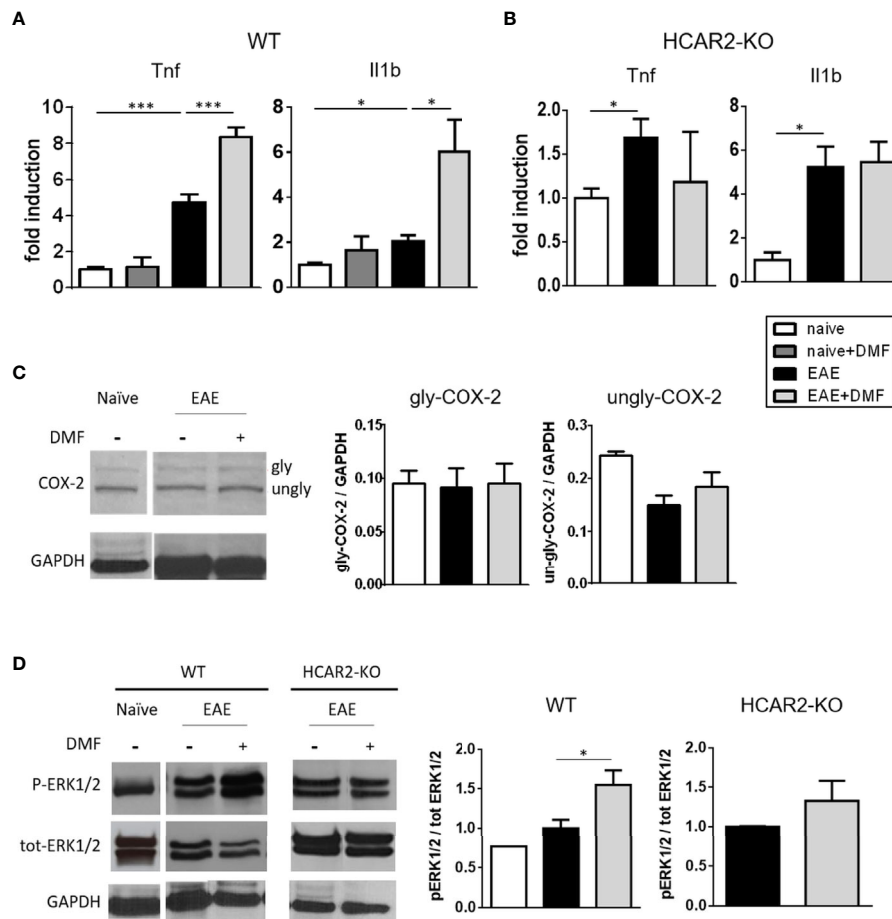 A
WT
Tnf
Il1b
fold induction
10
8
6
4
2
0
***
***
8
6
4
2
0
*
*
B
HCAR2-KO
Tnf
Il1b
fold induction
2.0
1.5
1.0
0.5
0.0
*
8
6
4
2
0
*
naive
naive+DMF
EAE
EAE+DMF
C
Naïve
EAE
DMF
-
-
+
COX-2
gly
ungly
GAPDH
gly-COX-2
gly-COX-2 / GAPDH
0.15
0.10
0.05
0.00
ungly-COX-2
un-gly-COX-2 / GAPDH
0.3
0.2
0.1
0.0
D
WT
HCAR2-KO
Naïve
EAE
EAE
DMF
-
-
+
-
+
P-ERK1/2
tot-ERK1/2
GAPDH
WT
pERK1/2 / tot ERK1/2
2.0
1.5
1.0
0.5
0.0
*
HCAR2-KO
pERK1/2 / tot ERK1/2
2.0
1.5
1.0
0.5
0.0